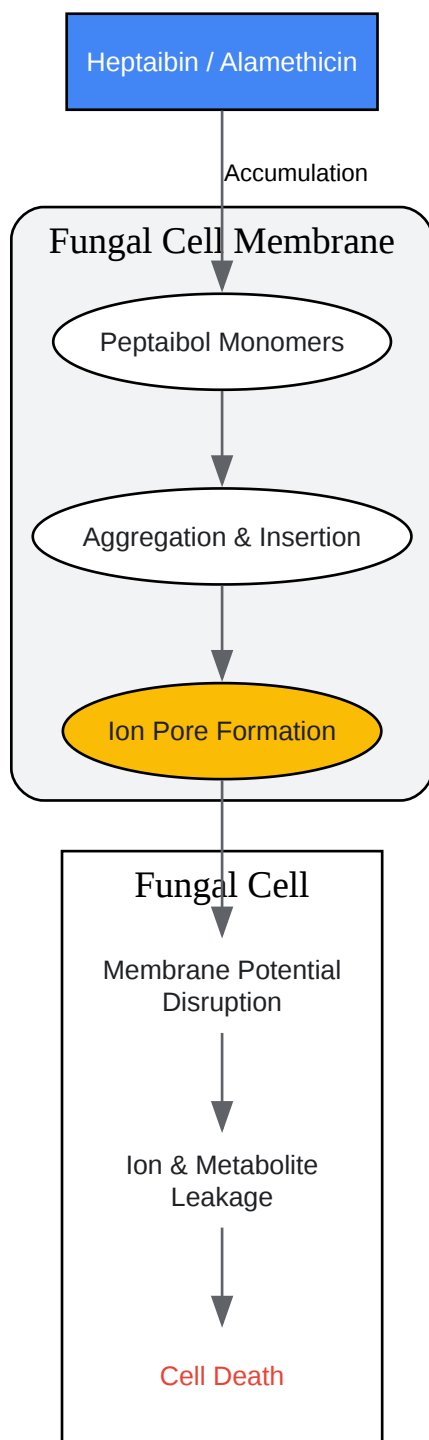 Heptaibin / Alamethicin
Accumulation
Fungal Cell Membrane
Peptaibol Monomers
Aggregation & Insertion
Ion Pore Formation
Fungal Cell
Membrane Potential
Disruption
Ion & Metabolite
Leakage
Cell Death